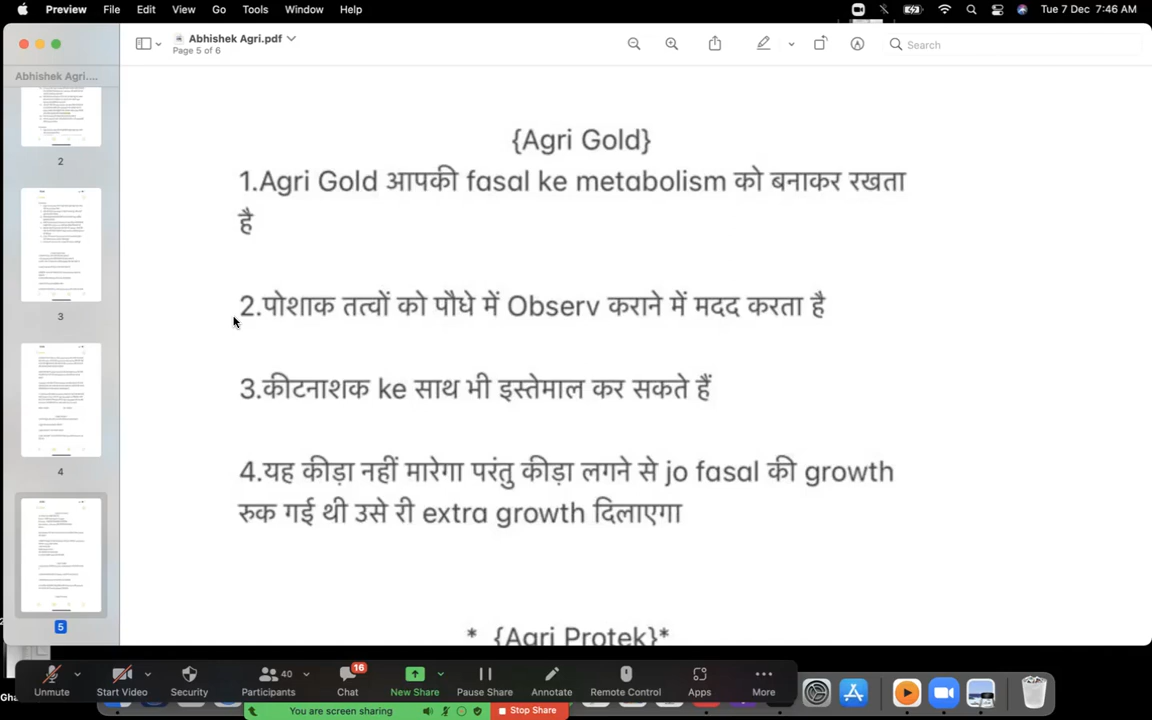 Preview File Edit View Go Tools Window Help Tue 7 Dec 7:46 AM
Abhishek Agri.pdf
Page 5 of 6
Search
Abhishek Agri....
2
3
4
5
{Agri Gold}
1.Agri Gold आपकी fasal ke metabolism को बनाकर रखता
है
2.पोशाक तत्वों को पौधे में Observ कराने में मदद करता है
3.कीटनाशक ke साथ भी इस्तेमाल कर सकते हैं
4.यह कीड़ा नहीं मारेगा परंतु कीड़ा लगने से jo fasal की growth
रुक गई थी उसे री extra growth दिलाएगा
* {Agri Protek}*
16
40
Unmute Start Video Security Participants Chat New Share Pause Share Annotate Remote Control Apps More
You are screen sharing Stop Share